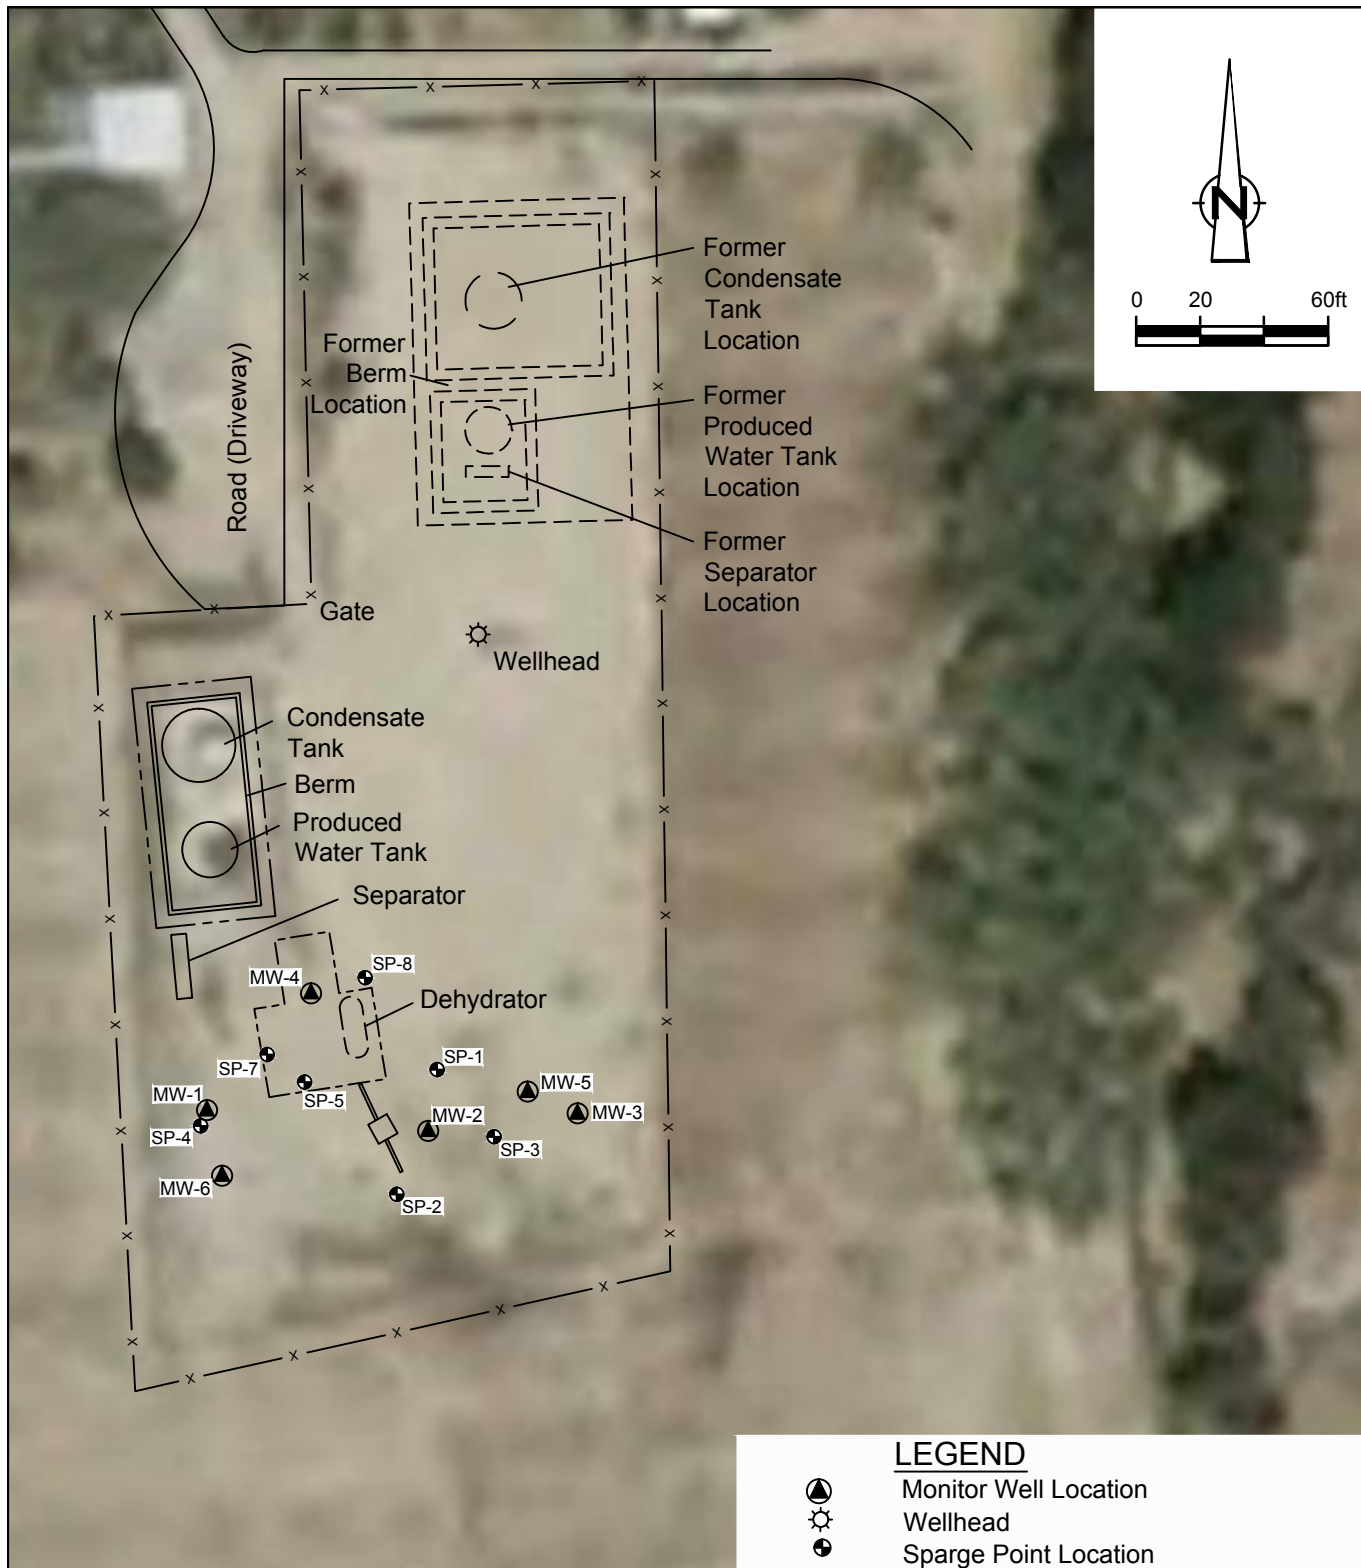 N
0 20 60ft
Former
Condensate
Tank
Location
Former
Berm
Location
Road (Driveway)
Former
Produced
Water Tank
Location
Former
Separator
Location
Gate
Wellhead
Condensate
Tank
Berm
Produced
Water Tank
Separator
MW-4
SP-8
Dehydrator
SP-7
SP-1
SP-5
MW-5
MW-1
MW-3
SP-4
MW-2
SP-3
MW-6
SP-2
LEGEND
Monitor Well Location
Wellhead
Sparge Point Location